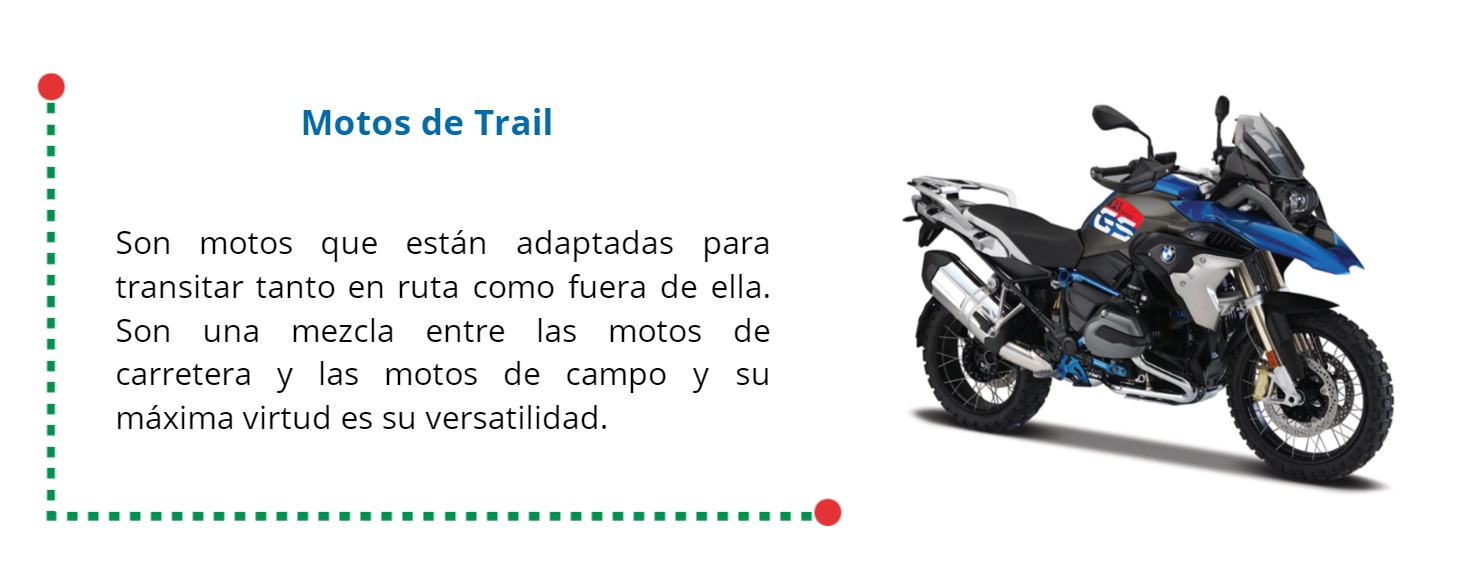 Motos de Trail
Son motos que están adaptadas para
transitar tanto en ruta como fuera de ella.
Son una mezcla entre las motos de
carretera y las motos de campo y su
máxima virtud es su versatilidad.
GS